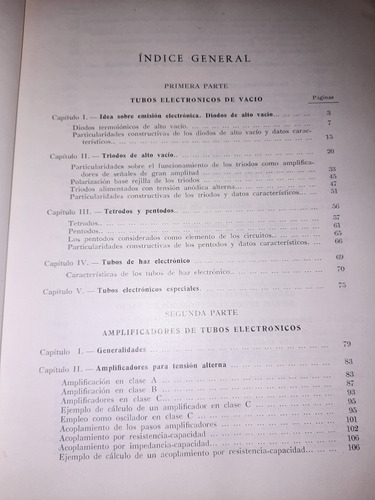 ÍNDICE GENERAL
PRIMERA PARTE
TUBOS ELECTRONICOS DE VACIO
Páginas
Capítulo I. — Idea sobre emisión electrónica. Diodos de alto vacío... ... ... 3
Diodos termoiónicos de alto vacío. ... ... ... 7
Particularidades constructivas de los diodos de alto vacío y datos carac-
terísticos.. ... ... ... 15
Capítulo II. — Triodos de alto vacío.. ... ... ... 20
Particularidades sobre el funcionamiento de los triodos como amplifica-
dores de señales de gran amplitud ... ... ... 33
Polarización base rejilla de los triodos ... ... ... 45
Triodos alimentados con tensión anódica alterna.. ... ... ... 47
Particularidades constructivas de los triodos y datos característicos.. ... 51
Capítulo III. — Tetrodos y pentodos.. ... ... ... 56
Tetrodos.. ... ... ... 57
Pentodos.. ... ... ... 61
Los pentodos considerados como elemento de los circuitos.. ... ... 65
Particularidades constructivas de los pentodos y datos característicos. 66
Capítulo IV. — Tubos de haz electrónico ... ... ... 69
Características de los tubos de haz electrónico.. ... ... ... 70
Capítulo V. — Tubos electrónicos especiales.. ... ... ... 75
SEGUNDA PARTE
AMPLIFICADORES DE TUBOS ELECTRONICOS
Capítulo I. — Generalidades ... ... ... 79
Capítulo II. — Amplificadores para tensión alterna.. ... ... ... 83
Amplificación en clase A ... ... ... 83
Amplificación en clase B ... ... ... 87
Amplificadores en clase C... ... ... 93
Ejemplo de cálculo de un amplificador en clase C ... ... ... 95
Empleo como oscilador en clase C ... ... ... 95
Acoplamiento de los pasos amplificadores ... ... ... 101
Acoplamiento por resistencia-capacidad ... ... ... 102
Acoplamiento por impedancia-capacidad ... ... ... 106
Ejemplo de cálculo de un acoplamiento por resistencia-capacidad... ... 106